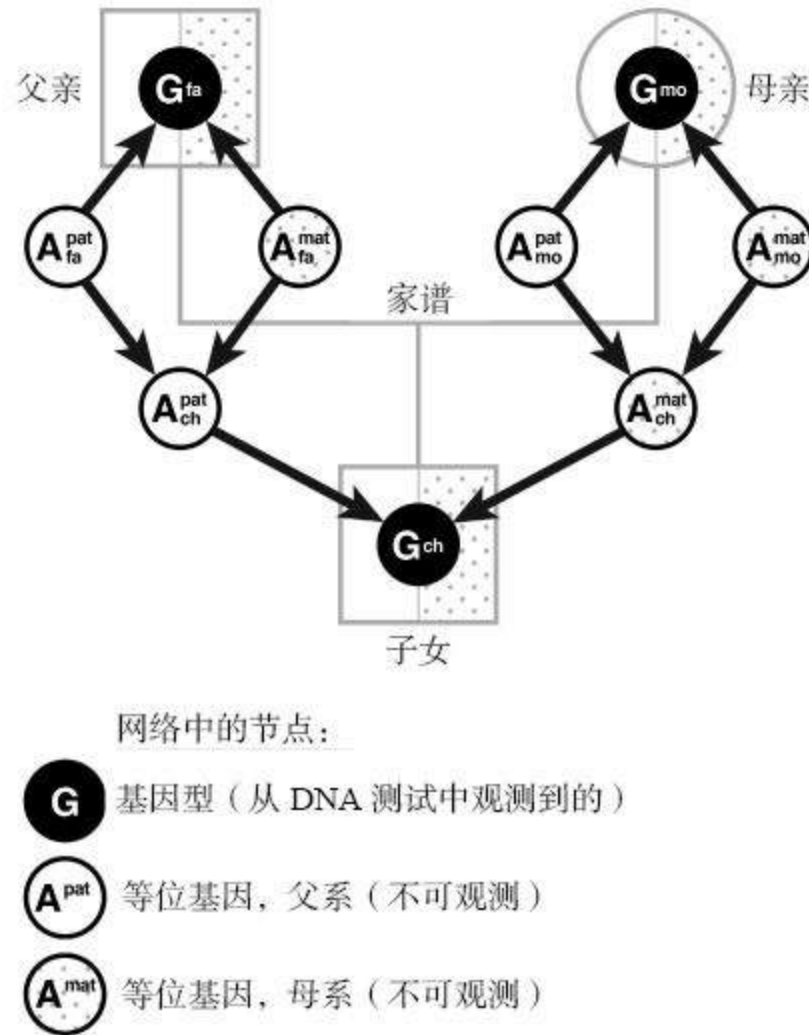 父亲 G fa G mo 母亲
A pat fa A mat fa A pat mo A mat mo
家谱
A pat ch A mat ch
G ch
子女
网络中的节点：
G 基因型（从 DNA 测试中观测到的）
A pat 等位基因，父系（不可观测）
A mat 等位基因，母系（不可观测）